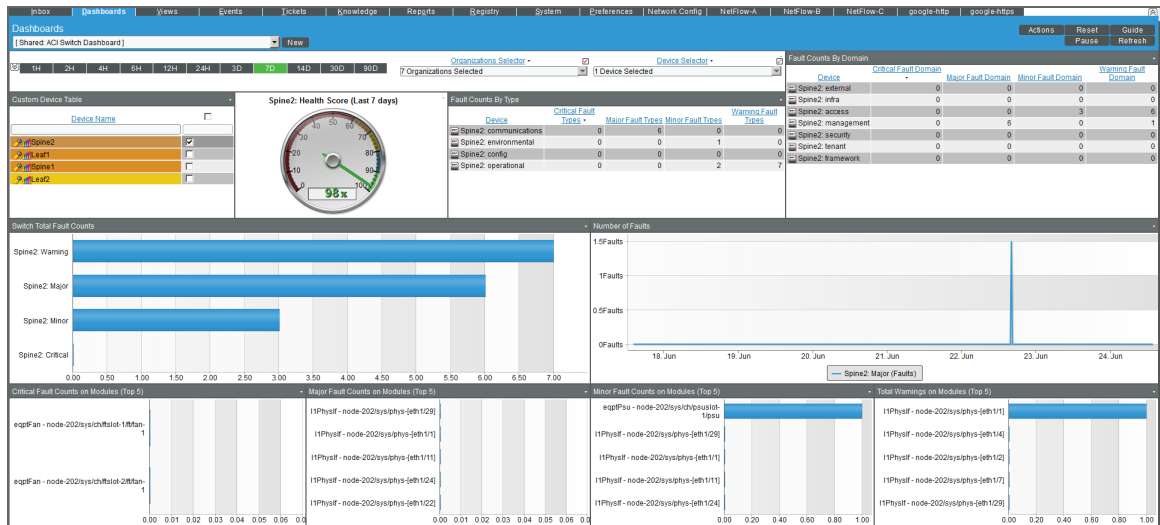 Inbox Dashboards Views Events Tickets Knowledge Reports Registry System Preferences Network Config NetFlow-A NetFlow-B NetFlow-C google-http google-https
Dashboards
Actions Reset Guide
[ Shared: ACI Switch Dashboard ] New
Pause Refresh
1H 2H 4H 6H 12H 24H 3D 7D 14D 30D 90D
Organizations Selector Device Selector
7 Organizations Selected 1 Device Selected
Fault Counts By Domain
Device Critical Fault Domain Major Fault Domain Minor Fault Domain Warning Fault Domain
Spine2: external 0 0 0 0
Spine2: infra 0 0 0 0
Spine2: access 0 0 3 6
Spine2: management 0 6 0 1
Spine2: security 0 0 0 0
Spine2: tenant 0 0 0 0
Spine2: framework 0 0 0 0
Custom Device Table
Device Name
Spine2
Leaf1
Spine1
Leaf2
Spine2: Health Score (Last 7 days)
0 10 20 30 40 50 60 70 80 90 100
98%
Fault Counts By Type
Device Critical Fault Types Major Fault Types Minor Fault Types Warning Fault Types
Spine2: communications 0 6 0 0
Spine2: environmental 0 0 1 0
Spine2: config 0 0 0 0
Spine2: operational 0 0 2 7
Switch Total Fault Counts
Spine2: Warning
Spine2: Major
Spine2: Minor
Spine2: Critical
0.00 0.50 1.00 1.50 2.00 2.50 3.00 3.50 4.00 4.50 5.00 5.50 6.00 6.50 7.00
Number of Faults
1.5Faults
1Faults
0.5Faults
0Faults
18. Jun 19. Jun 20. Jun 21. Jun 22. Jun 23. Jun 24. Jun
Spine2: Major (Faults)
Critical Fault Counts on Modules (Top 5)
eqptFan - node-202/sys/ch/ftslot-1/ft/fan-
1
eqptFan - node-202/sys/ch/ftslot-2/ft/fan-
1
0.00 0.01 0.02 0.03 0.04 0.05 0.06
Major Fault Counts on Modules (Top 5)
l1PhysIf - node-202/sys/phys-[eth1/29]
l1PhysIf - node-202/sys/phys-[eth1/1]
l1PhysIf - node-202/sys/phys-[eth1/11]
l1PhysIf - node-202/sys/phys-[eth1/24]
l1PhysIf - node-202/sys/phys-[eth1/22]
0.00 0.01 0.02 0.03 0.04 0.05 0.06
Minor Fault Counts on Modules (Top 5)
eqptPsu - node-202/sys/ch/psuslot-
1/psu
l1PhysIf - node-202/sys/phys-[eth1/29]
l1PhysIf - node-202/sys/phys-[eth1/1]
l1PhysIf - node-202/sys/phys-[eth1/11]
l1PhysIf - node-202/sys/phys-[eth1/24]
0.00 0.20 0.40 0.60 0.80 1.00
Total Warnings on Modules (Top 5)
l1PhysIf - node-202/sys/phys-[eth1/1]
l1PhysIf - node-202/sys/phys-[eth1/4]
l1PhysIf - node-202/sys/phys-[eth1/2]
l1PhysIf - node-202/sys/phys-[eth1/7]
l1PhysIf - node-202/sys/phys-[eth1/29]
0.00 0.20 0.40 0.60 0.80 1.00